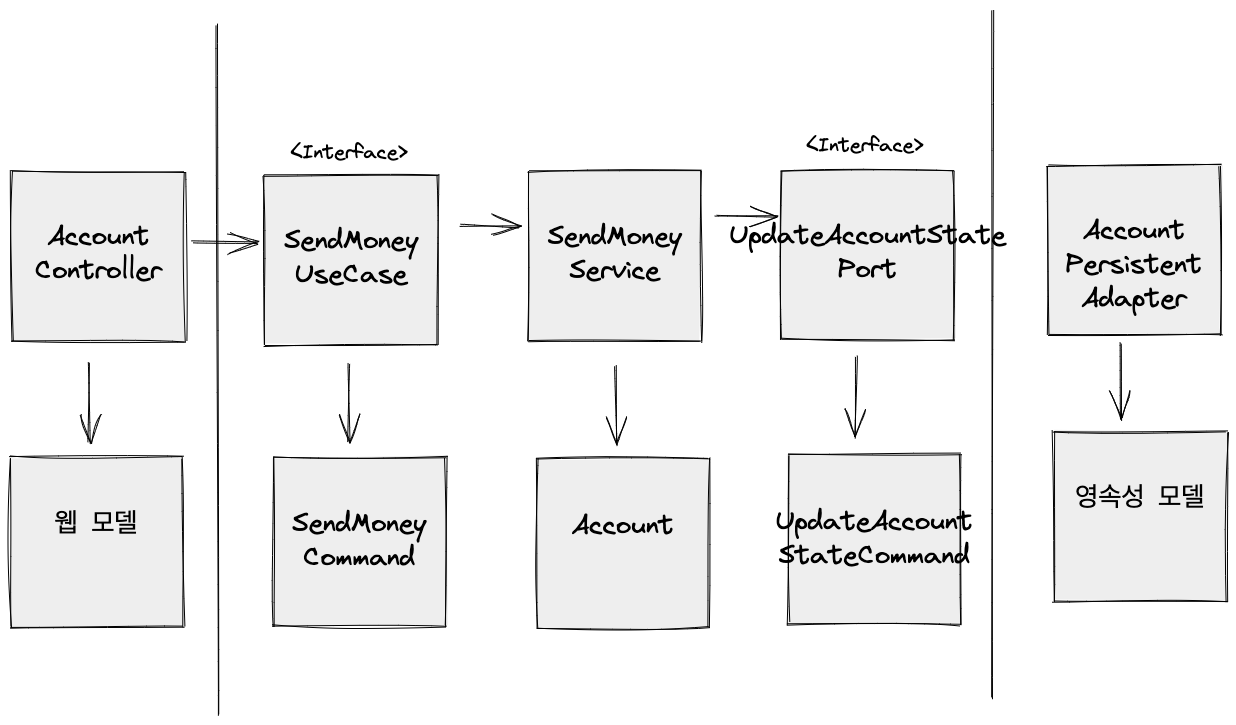 <Interface>
<Interface>
Account
Controller
SendMoney
UseCase
SendMoney
Service
UpdateAccountState
Port
Account
Persistent
Adapter
웹 모델
SendMoney
Command
Account
UpdateAccount
StateCommand
영속성 모델